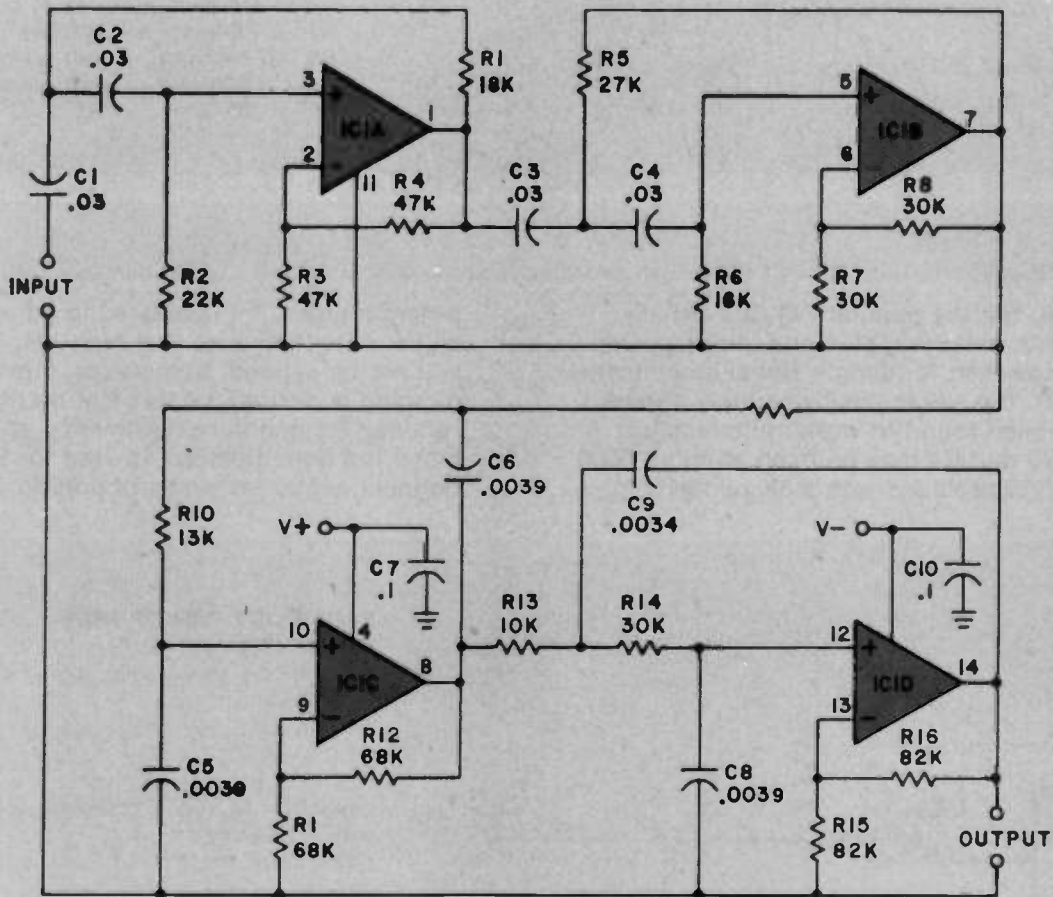 C2
.03
R1
18K
R5
27K
3
+
IC1A
1
2
-
11
5
+
IC1B
7
6
-
C1
.03
R4
47K
C3
.03
C4
.03
R8
30K
INPUT
R2
22K
R3
47K
R6
16K
R7
30K
C6
.0039
C9
.0034
R10
13K
V+
C7
.1
V-
C10
.1
R13
10K
R14
30K
10
+
4
IC1C
8
9
-
12
+
IC1D
14
13
-
R12
68K
R16
82K
C5
.0039
C8
.0039
R1
68K
R15
82K
OUTPUT